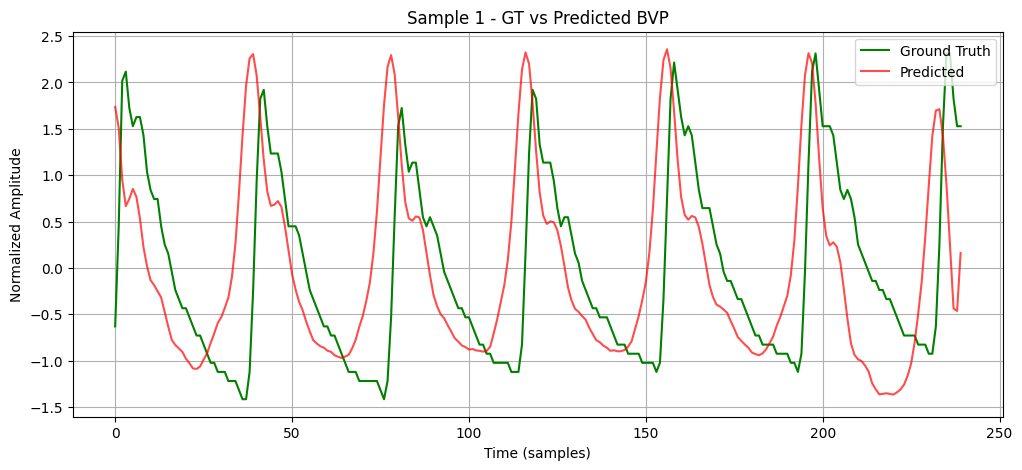 Sample 1 - GT vs Predicted BVP
Normalized Amplitude
2.5
2.0
1.5
1.0
0.5
0.0
−0.5
−1.0
−1.5
Ground Truth
Predicted
0 50 100 150 200 250
Time (samples)